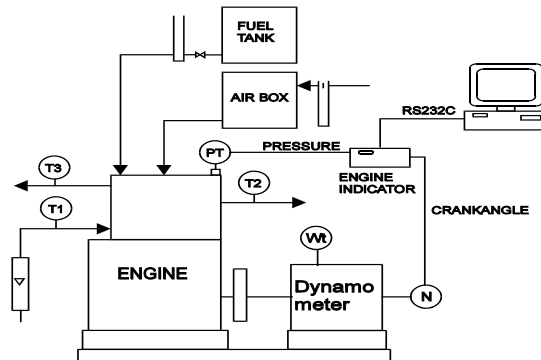 FUEL
TANK
AIR BOX
RS232C
PT
PRESSURE
ENGINE
INDICATOR
T3
T2
T1
CRANKANGLE
Wt
ENGINE
Dynamo
meter
N